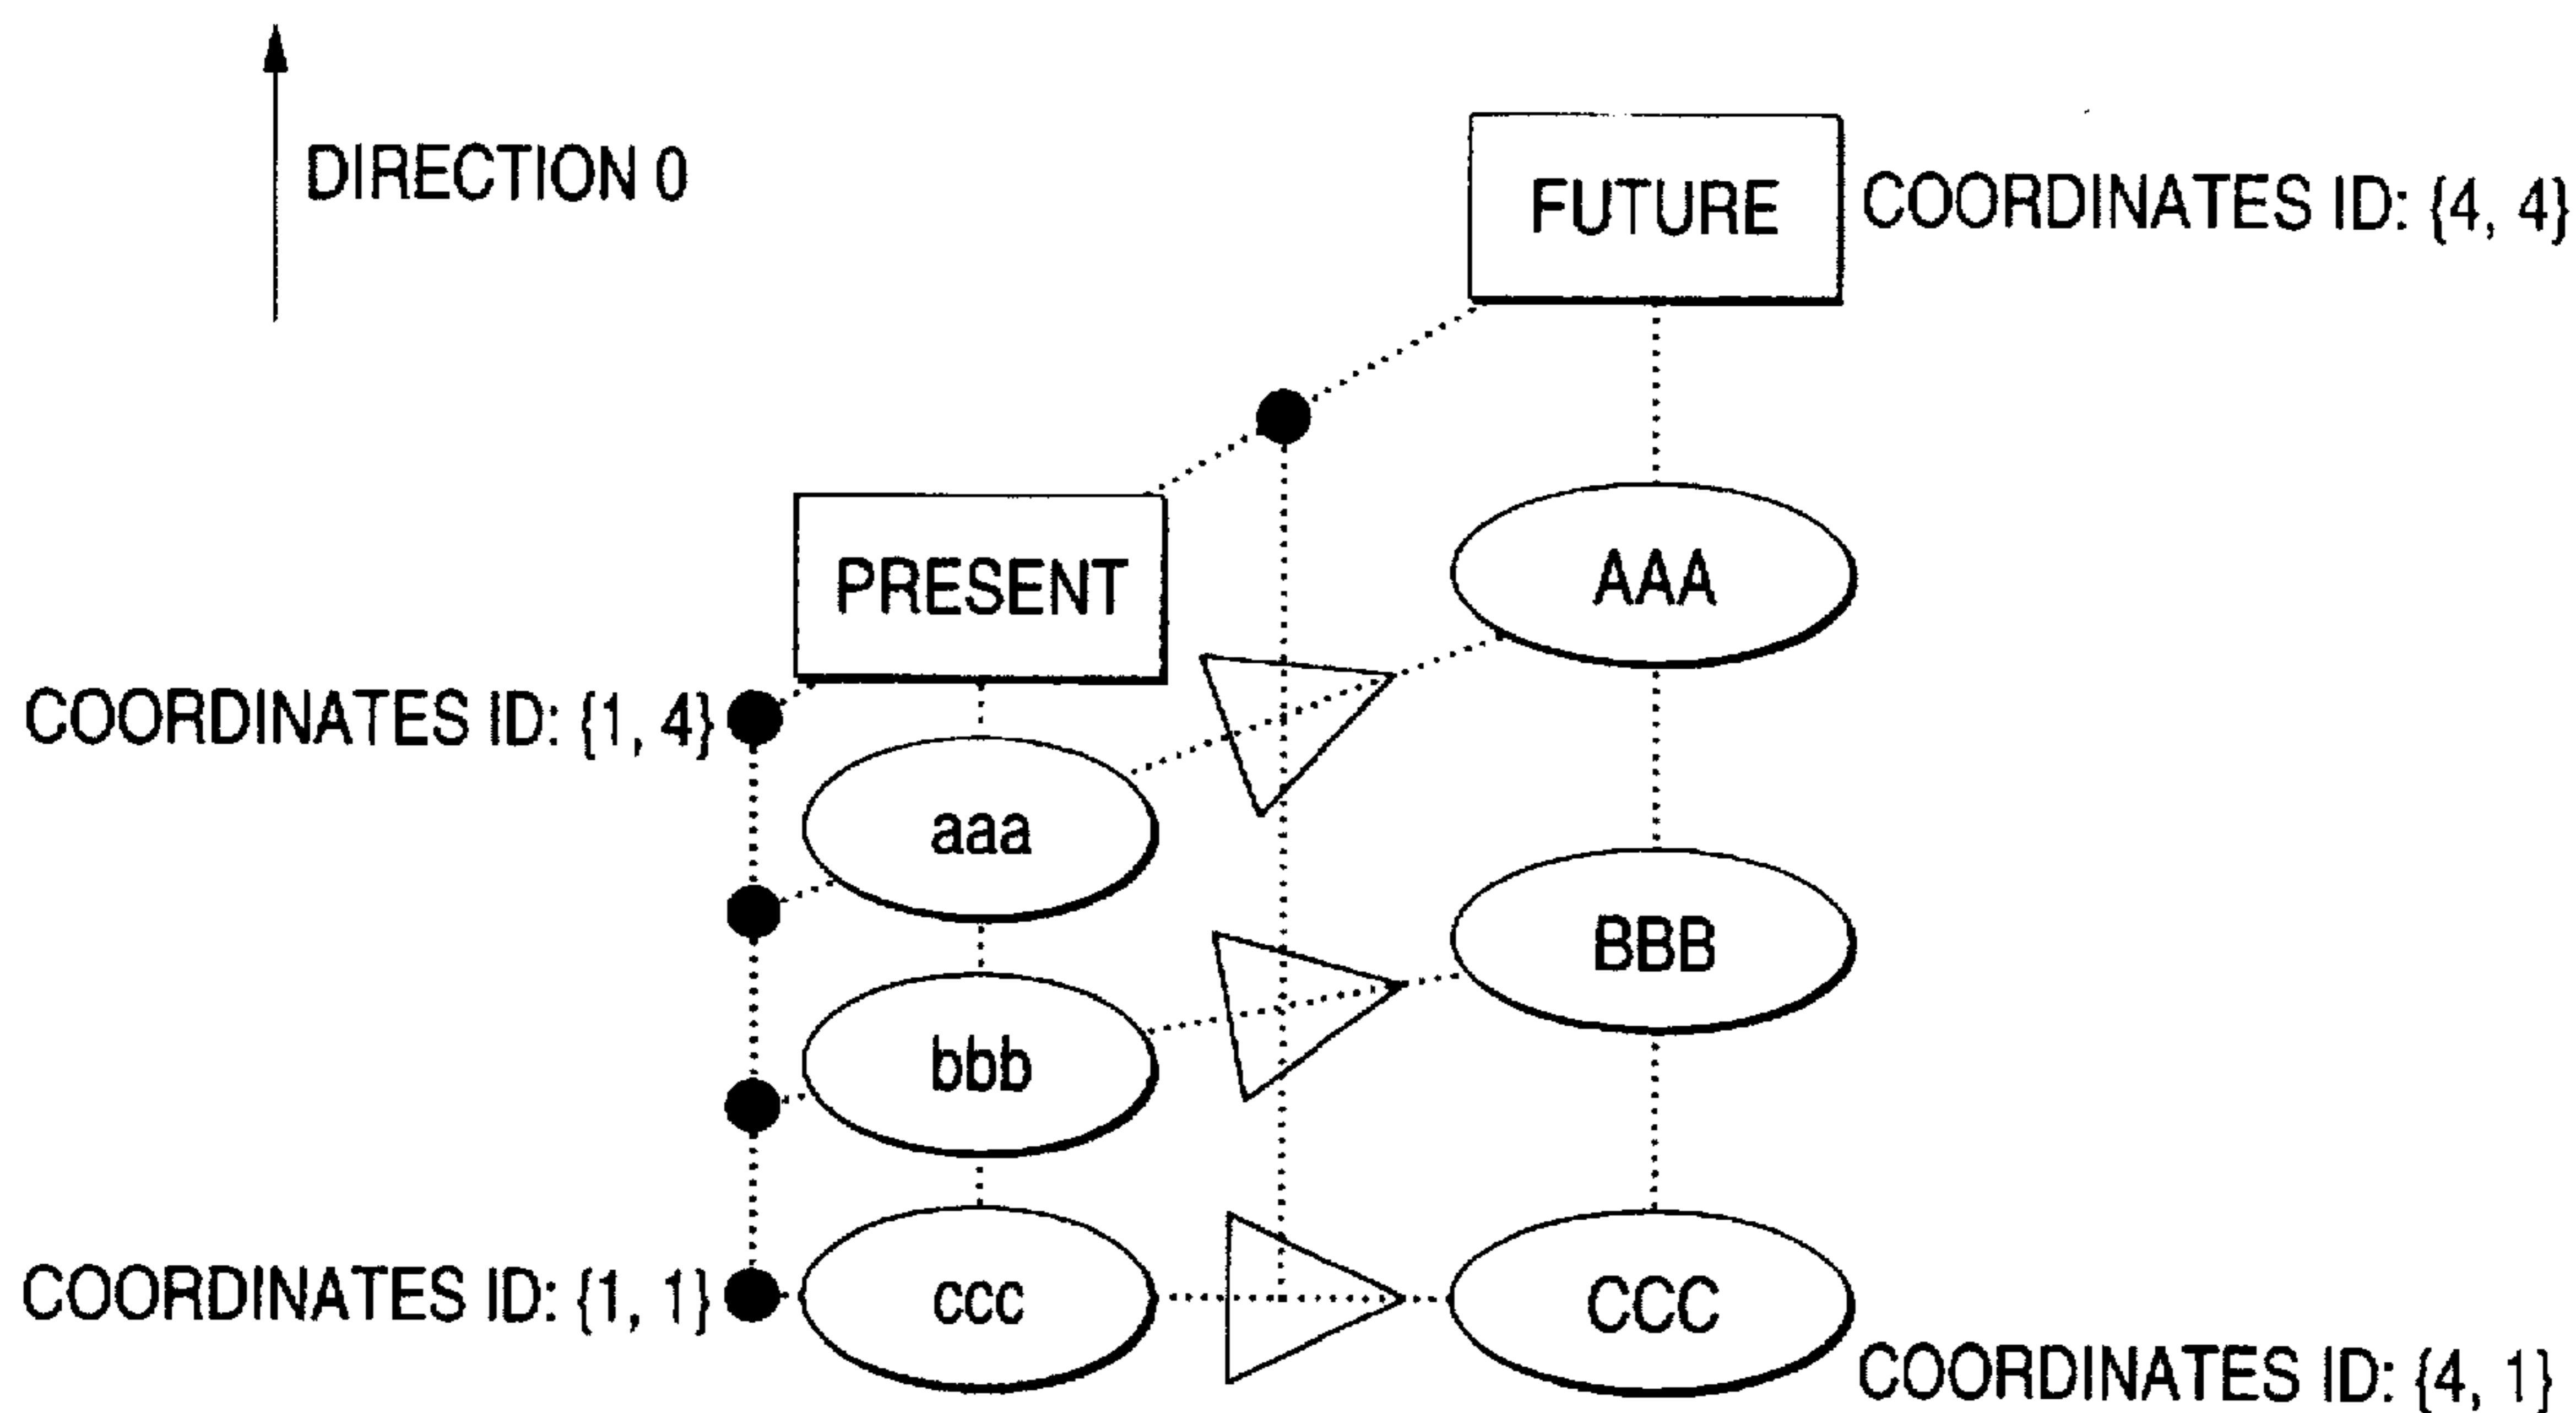 DIRECTION 0
FUTURE
COORDINATES ID: {4, 4}
PRESENT
AAA
COORDINATES ID: {1, 4}
aaa
BBB
bbb
COORDINATES ID: {1, 1}
ccc
CCC
COORDINATES ID: {4, 1}